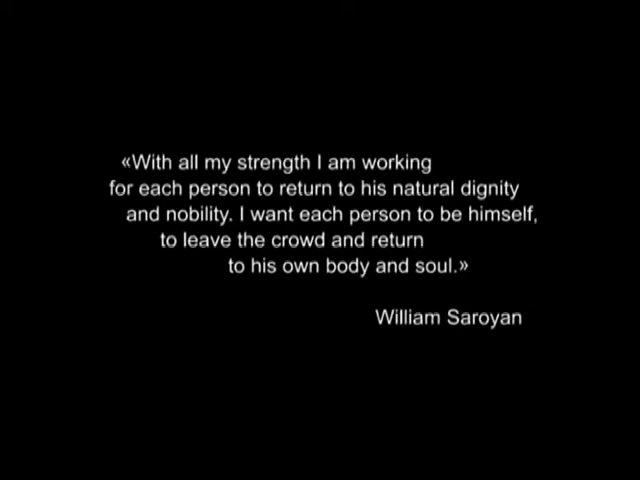 «With all my strength I am working
for each person to return to his natural dignity
and nobility. I want each person to be himself,
to leave the crowd and return
to his own body and soul.»
William Saroyan